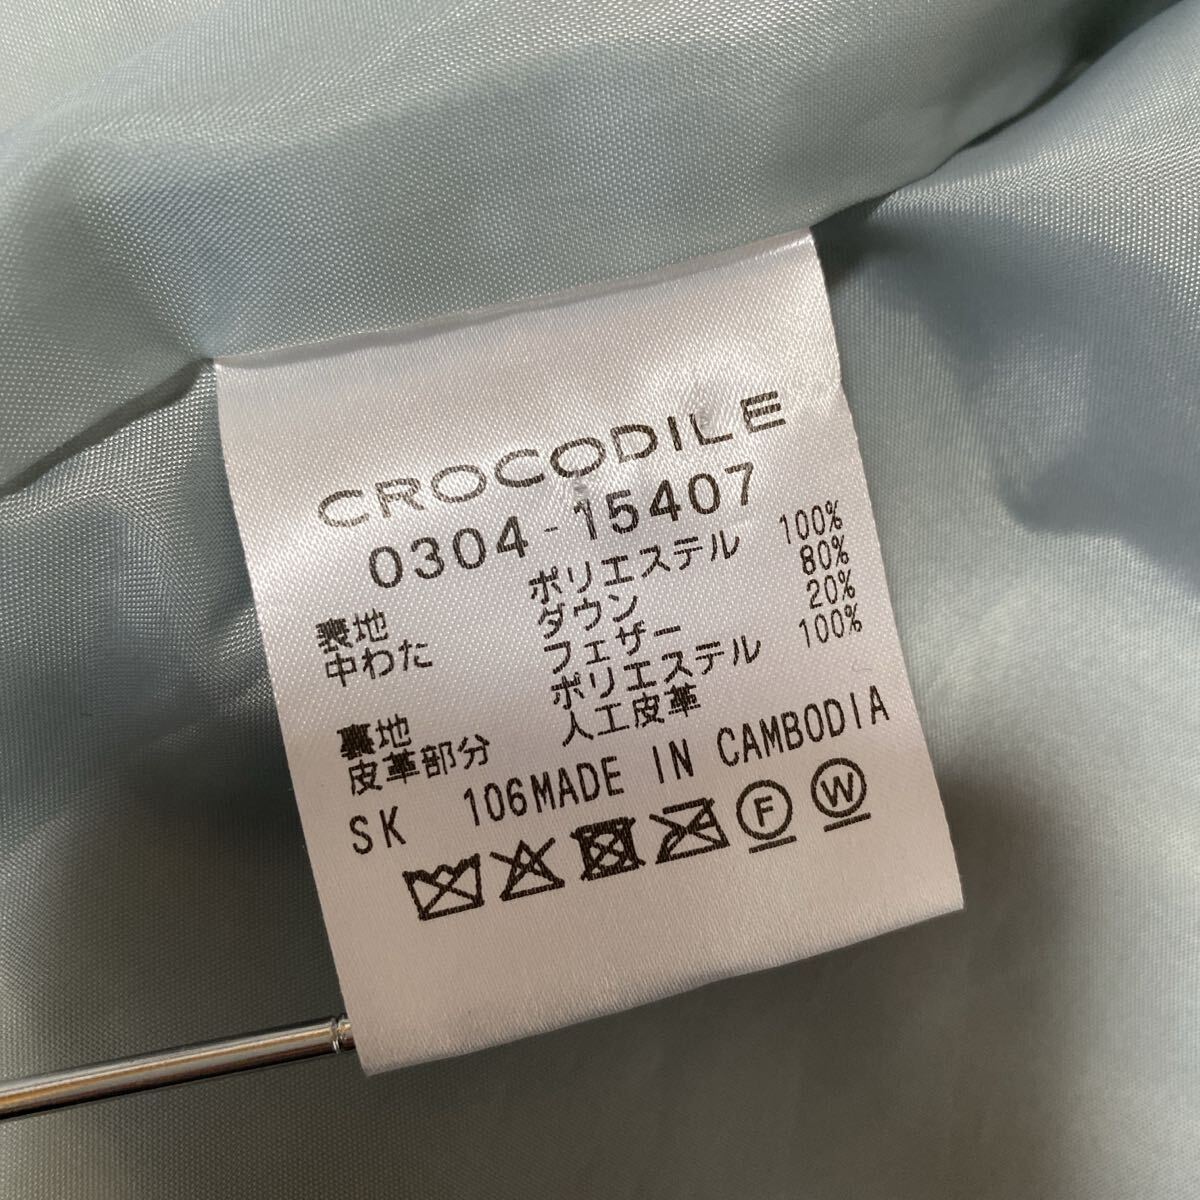 CROCODILE
0304-15407
表地 ポリエステル 100%
中わた ダウン 80%
フェザー 20%
裏地 ポリエステル 100%
皮革部分 人工皮革
SK 106MADE IN CAMBODIA
F W